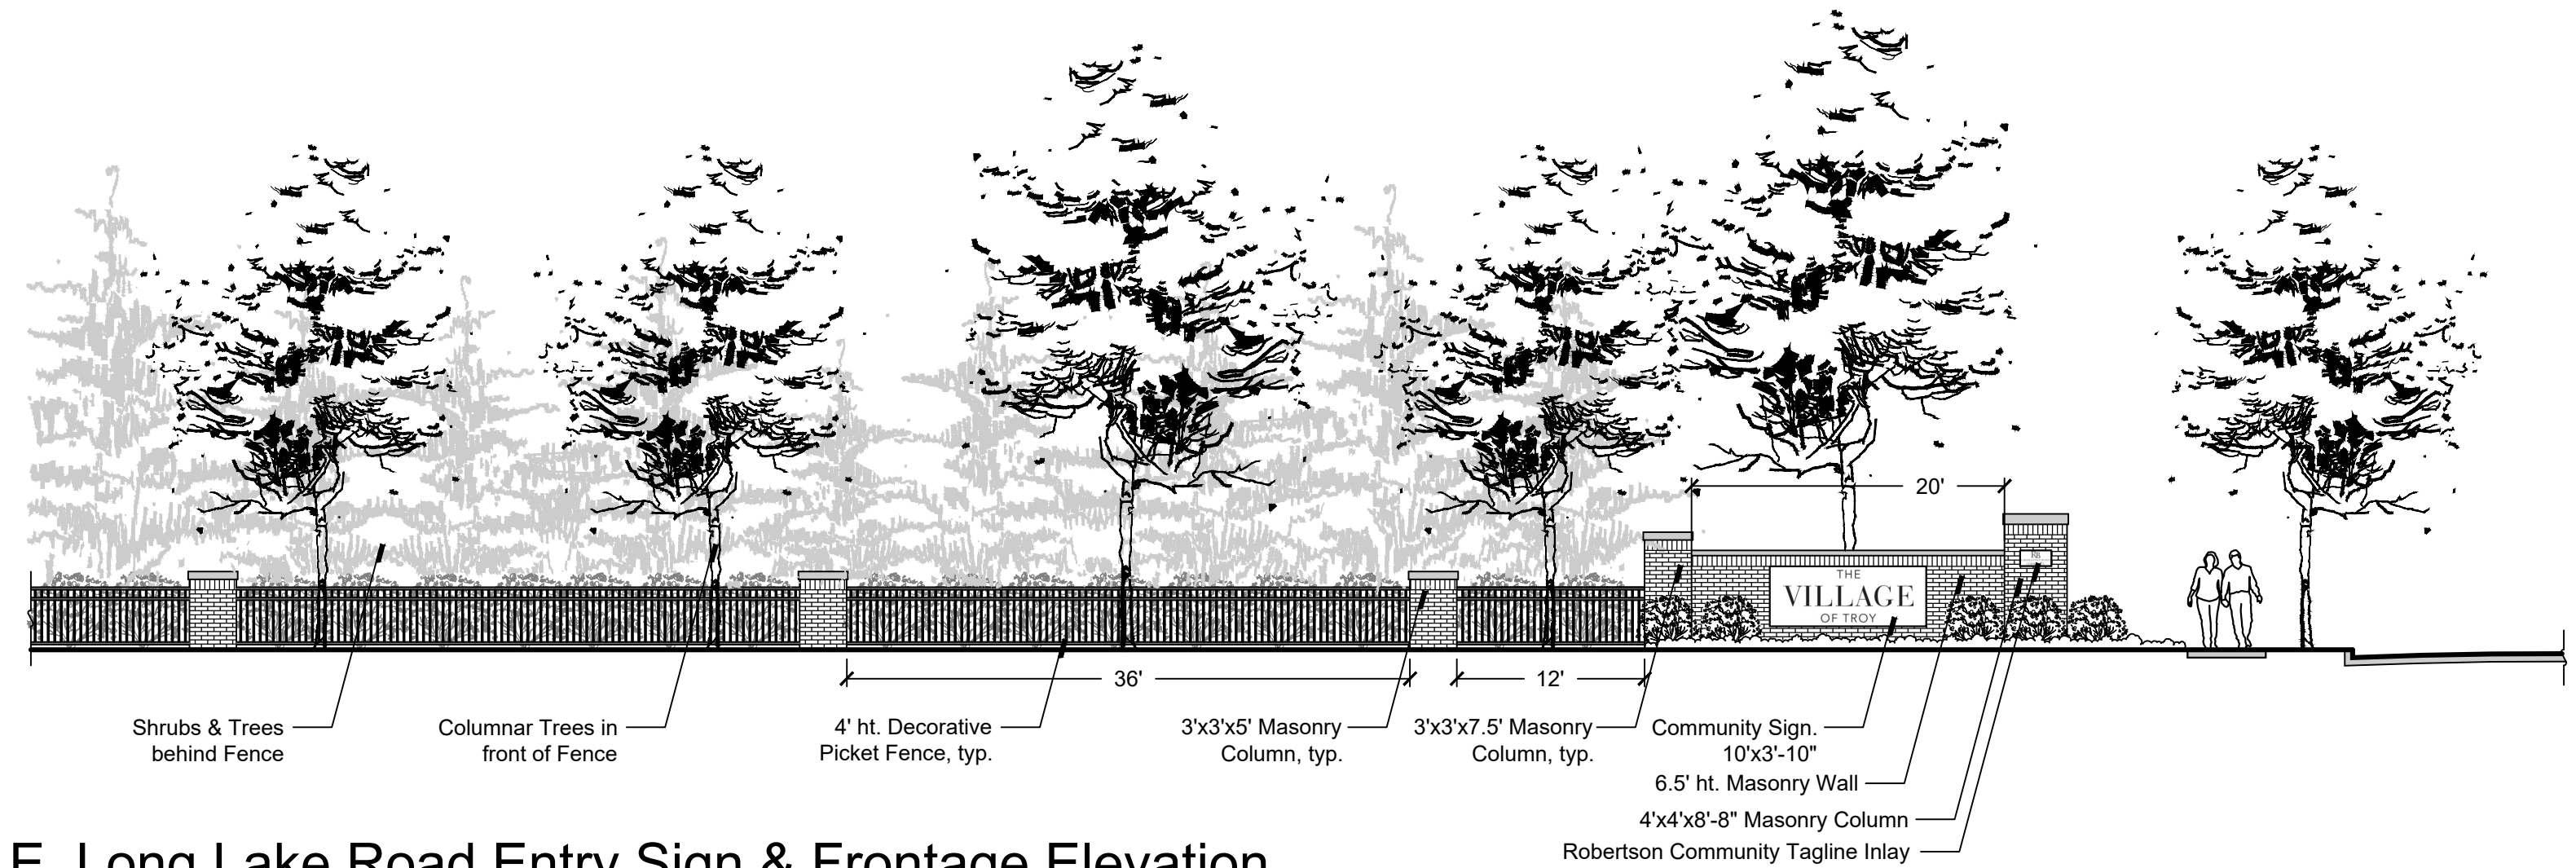 20'
THE
VILLAGE
OF TROY
36'
12'
Shrubs & Trees
behind Fence
Columnar Trees in
front of Fence
4' ht. Decorative
Picket Fence, typ.
3'x3'x5' Masonry
Column, typ.
3'x3'x7.5' Masonry
Column, typ.
Community Sign.
10'x3'-10"
6.5' ht. Masonry Wall
4'x4'x8'-8" Masonry Column
Robertson Community Tagline Inlay
E. Long Lake Road Entry Sign & Frontage Elevation